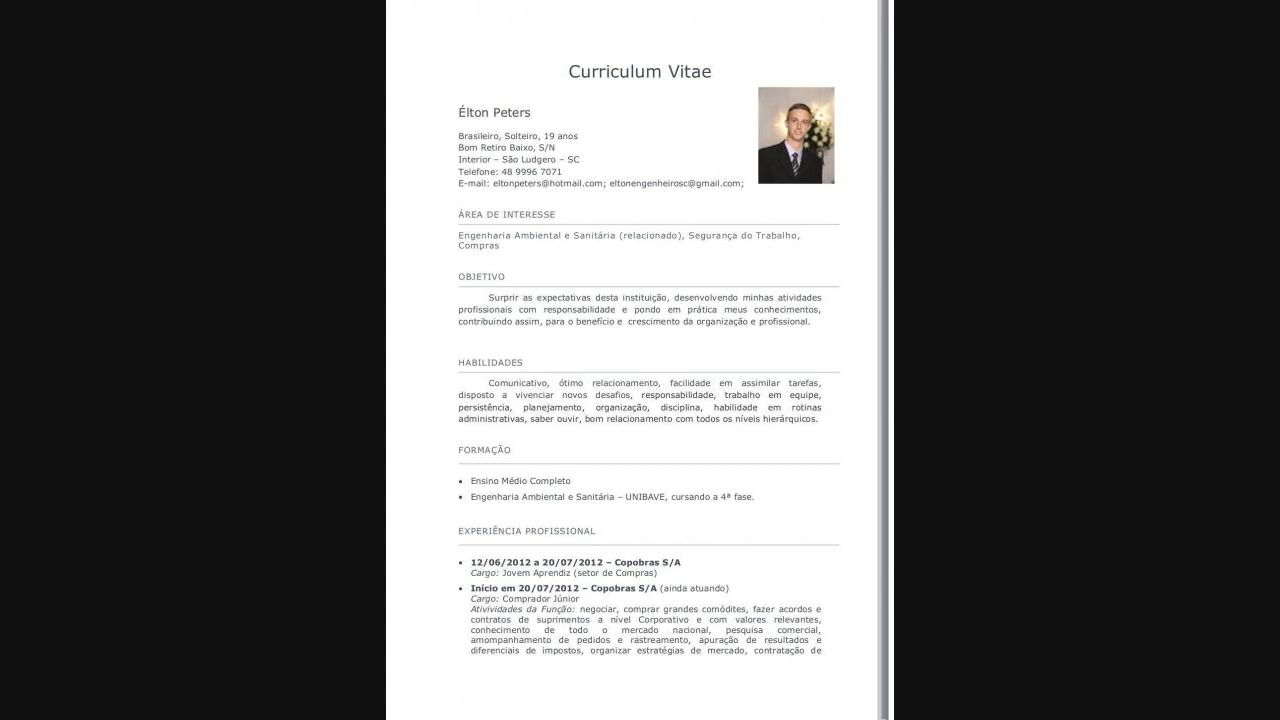 Curriculum Vitae
Élton Peters
Brasileiro, Solteiro, 19 anos
Bom Retiro Baixo, S/N
Interior – São Ludgero – SC
Telefone: 48 9996 7071
E-mail: eltonpeters@hotmail.com; eltonengenheirosc@gmail.com;
ÁREA DE INTERESSE
Engenharia Ambiental e Sanitária (relacionado), Segurança do Trabalho,
Compras
OBJETIVO
Surprir as expectativas desta instituição, desenvolvendo minhas atividades
profissionais com responsabilidade e pondo em prática meus conhecimentos,
contribuindo assim, para o benefício e crescimento da organização e profissional.
HABILIDADES
Comunicativo, ótimo relacionamento, facilidade em assimilar tarefas,
disposto a vivenciar novos desafios, responsabilidade, trabalho em equipe,
persistência, planejamento, organização, disciplina, habilidade em rotinas
administrativas, saber ouvir, bom relacionamento com todos os níveis hierárquicos.
FORMAÇÃO
• Ensino Médio Completo
• Engenharia Ambiental e Sanitária – UNIBAVE, cursando a 4ª fase.
EXPERIÊNCIA PROFISSIONAL
• 12/06/2012 a 20/07/2012 – Copobras S/A
Cargo: Jovem Aprendiz (setor de Compras)
• Início em 20/07/2012 – Copobras S/A (ainda atuando)
Cargo: Comprador Júnior
Ativividades da Função: negociar, comprar grandes comódites, fazer acordos e
contratos de suprimentos a nível Corporativo e com valores relevantes,
conhecimento de todo o mercado nacional, pesquisa comercial,
amompanhamento de pedidos e rastreamento, apuração de resultados e
diferenciais de impostos, organizar estratégias de mercado, contratação de